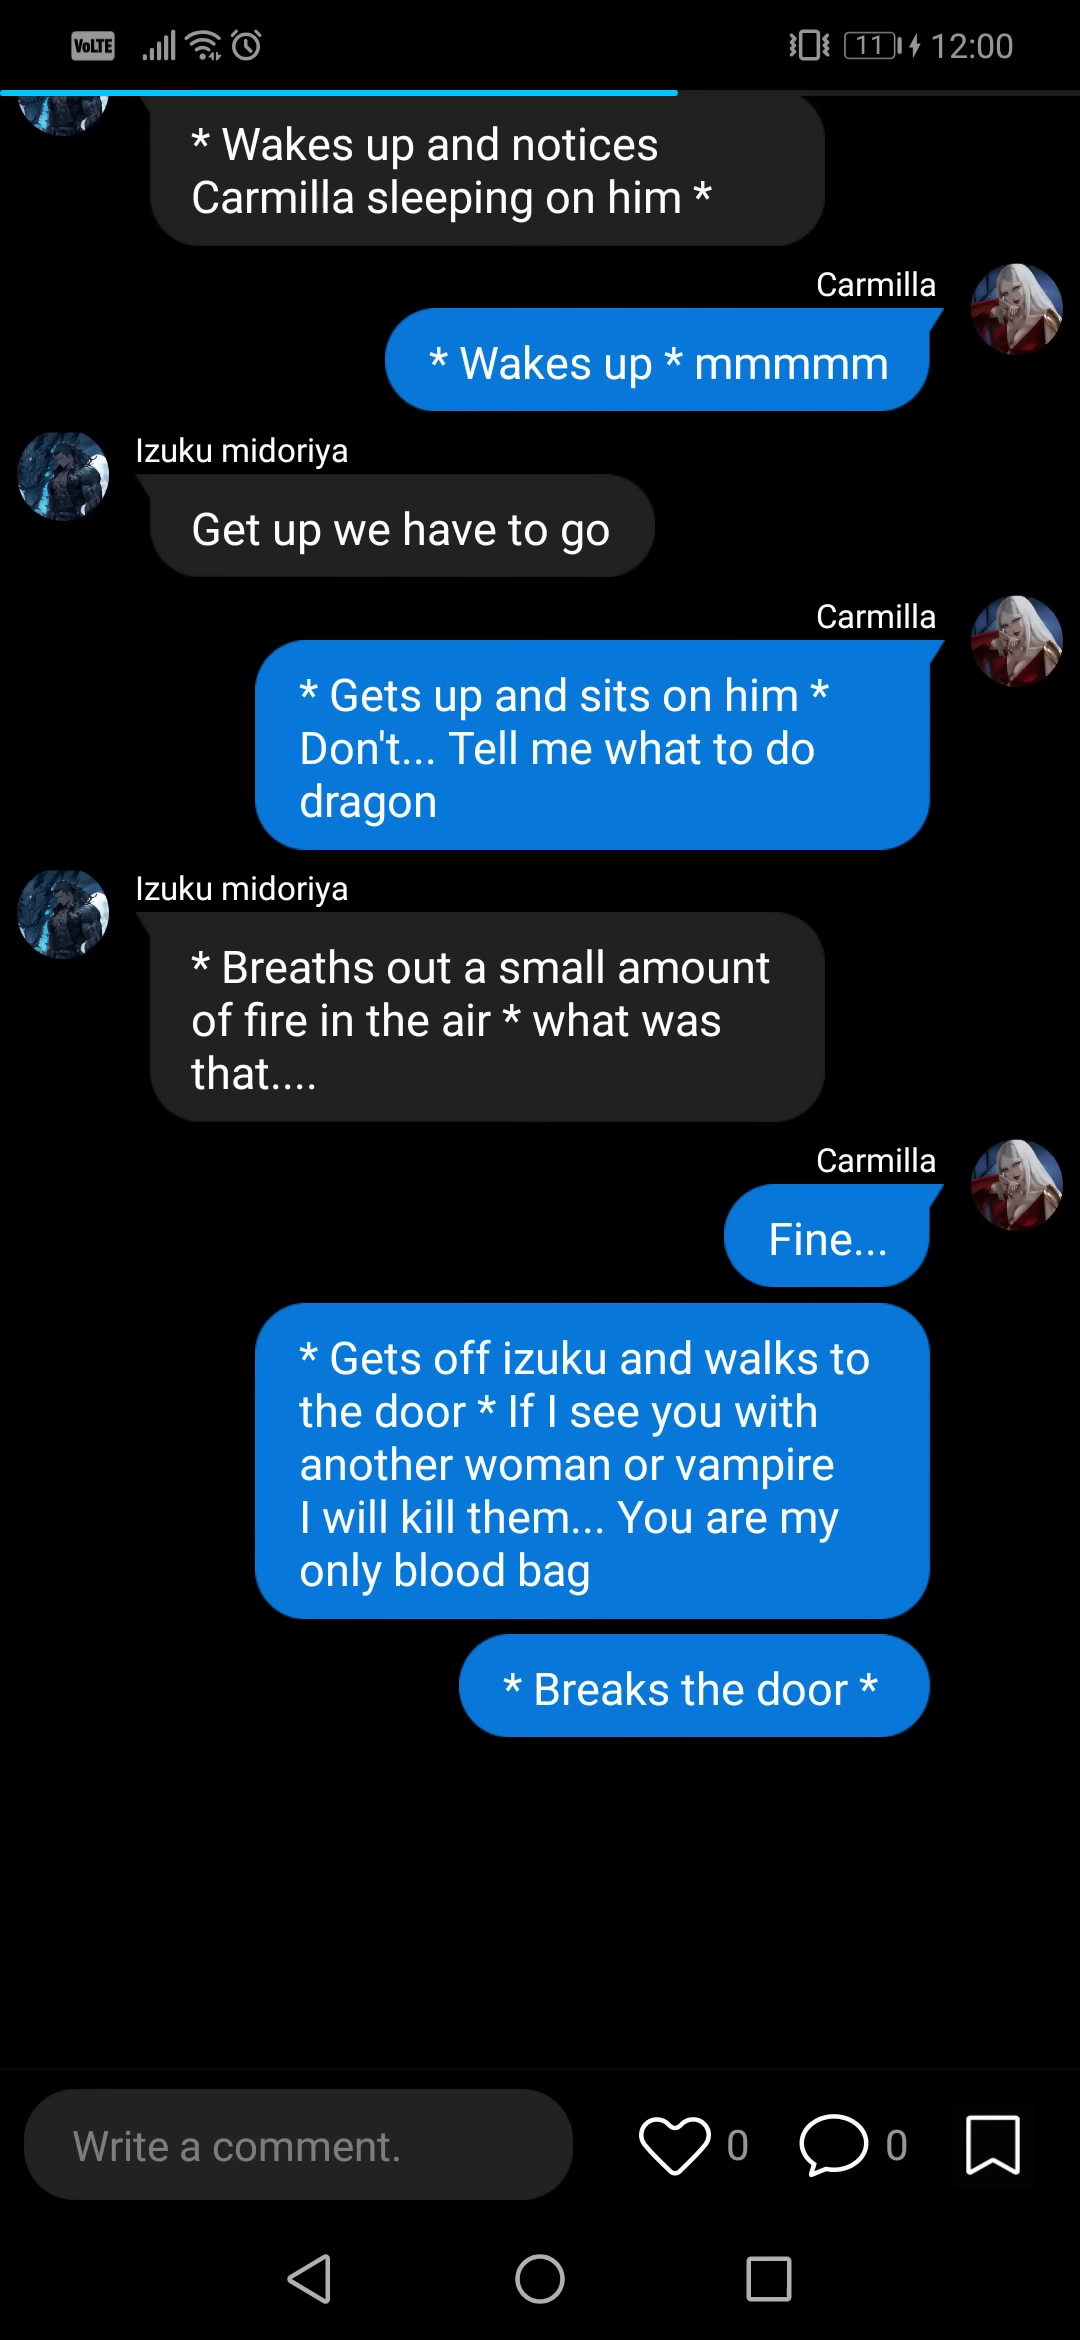 VoLTE 11 12:00
* Wakes up and notices
Carmilla sleeping on him *
Carmilla
* Wakes up * mmmmm
Izuku midoriya
Get up we have to go
Carmilla
* Gets up and sits on him *
Don't... Tell me what to do
dragon
Izuku midoriya
* Breaths out a small amount
of fire in the air * what was
that....
Carmilla
Fine...
* Gets off izuku and walks to
the door * If I see you with
another woman or vampire
I will kill them... You are my
only blood bag
* Breaks the door *
Write a comment. 0 0